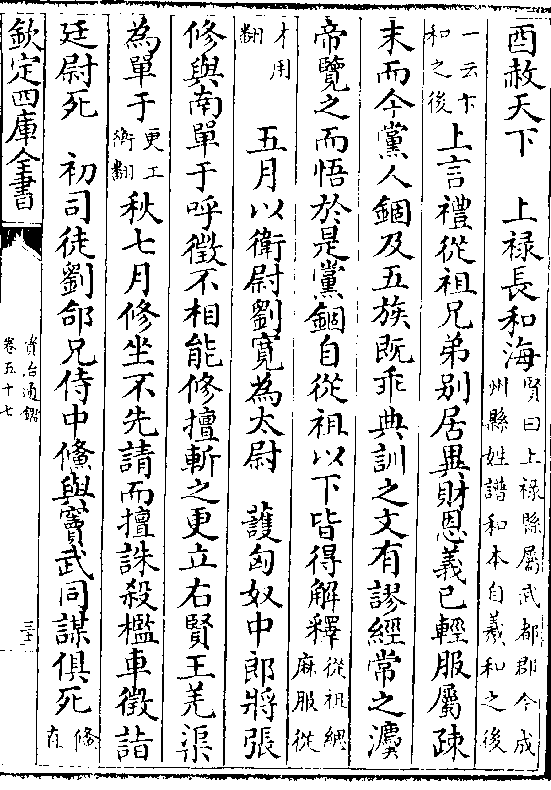 酉赦天下　上禄長和海賢曰上禄縣屬武都郡今成州縣姓譜和本自羲和之後
一云卞和之後上言禮從祖兄弟别居異財恩義已輕服屬疎
末而今黨人錮及五族既乖典訓之文有謬經常之灋
帝覽之而悟於是黨錮自從祖以下皆得解釋從祖緦麻服從
才用翻　五月以衛尉劉寛為太尉　護匈奴中郎將張
修與南單于呼徵不相能修擅斬之更立右賢王羌渠
為單于更工衡翻秋七月修坐不先請而擅誅殺檻車徵詣
廷尉死　初司徒劉郃兄侍中鯈與竇武同謀俱死鯈在
欽定四庫全書
資治通鑑
卷五十七